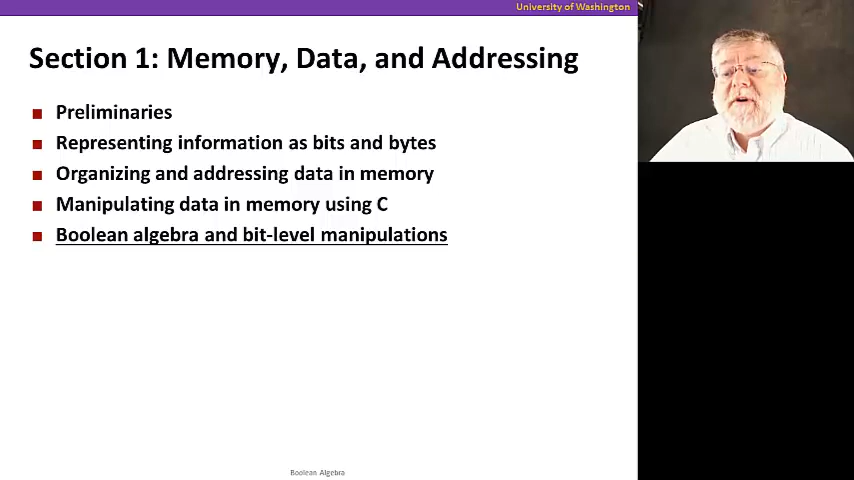 University of Washington
Section 1: Memory, Data, and Addressing
Preliminaries
Representing information as bits and bytes
Organizing and addressing data in memory
Manipulating data in memory using C
Boolean algebra and bit-level manipulations
Boolean Algebra